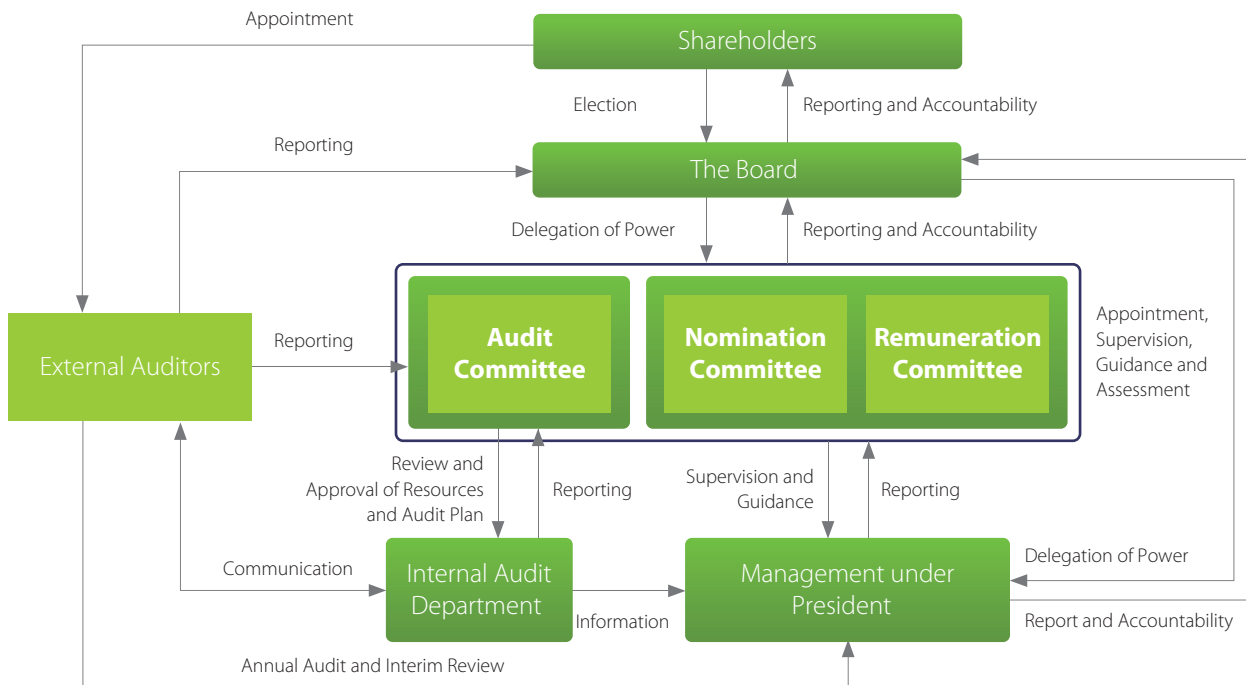 Appointment
Shareholders
Election
Reporting and Accountability
Reporting
The Board
Delegation of Power
Reporting and Accountability
Appointment,
Supervision,
Guidance and
Assessment
External Auditors
Reporting
Audit
Committee
Nomination
Committee
Remuneration
Committee
Review and
Approval of Resources
and Audit Plan
Reporting
Supervision and
Guidance
Reporting
Communication
Internal Audit
Department
Information
Management under
President
Delegation of Power
Report and Accountability
Annual Audit and Interim Review